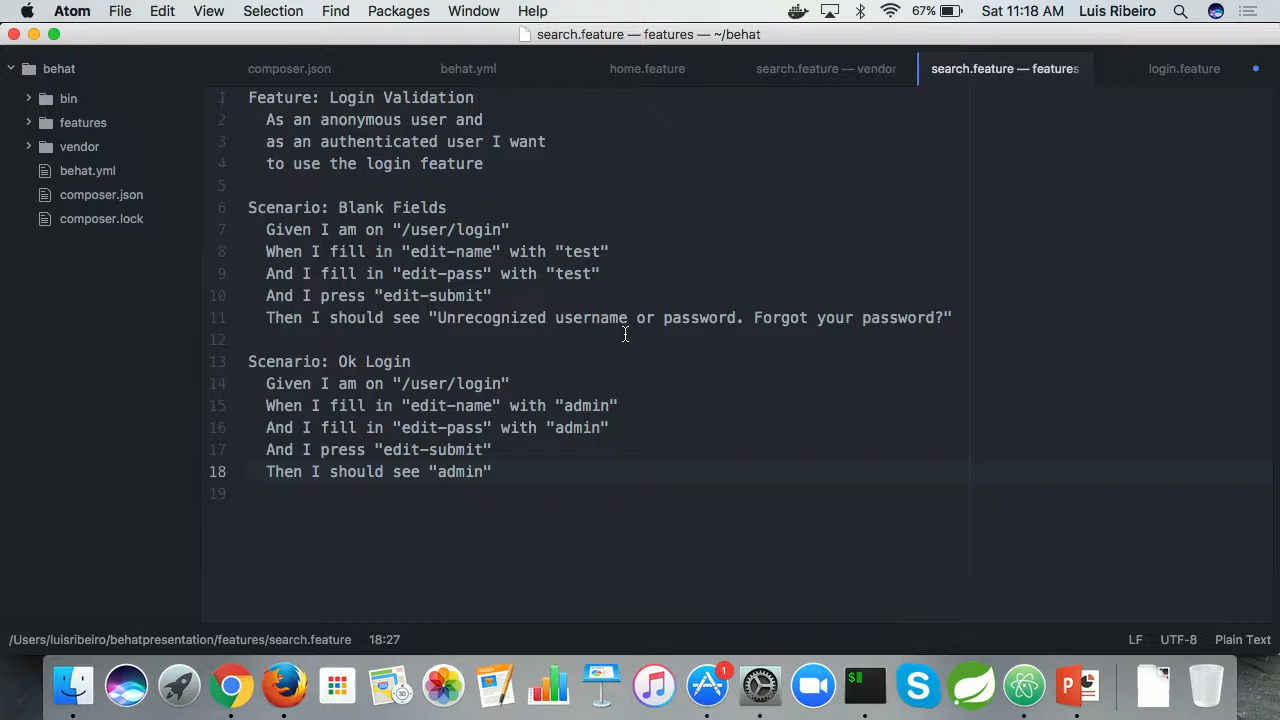 Atom File Edit View Selection Find Packages Window Help 67% Sat 11:18 AM Luis Ribeiro
search.feature — features — ~/behat
behat
composer.json behat.yml home.feature search.feature — vendor search.feature — features login.feature
bin
features
vendor
behat.yml
composer.json
composer.lock
1 Feature: Login Validation
2 As an anonymous user and
3 as an authenticated user I want
4 to use the login feature
5
6 Scenario: Blank Fields
7 Given I am on "/user/login"
8 When I fill in "edit-name" with "test"
9 And I fill in "edit-pass" with "test"
10 And I press "edit-submit"
11 Then I should see "Unrecognized username or password. Forgot your password?"
12
13 Scenario: Ok Login
14 Given I am on "/user/login"
15 When I fill in "edit-name" with "admin"
16 And I fill in "edit-pass" with "admin"
17 And I press "edit-submit"
18 Then I should see "admin"
19
/Users/luisribeiro/behatpresentation/features/search.feature 18:27 LF UTF-8 Plain Text
1
$